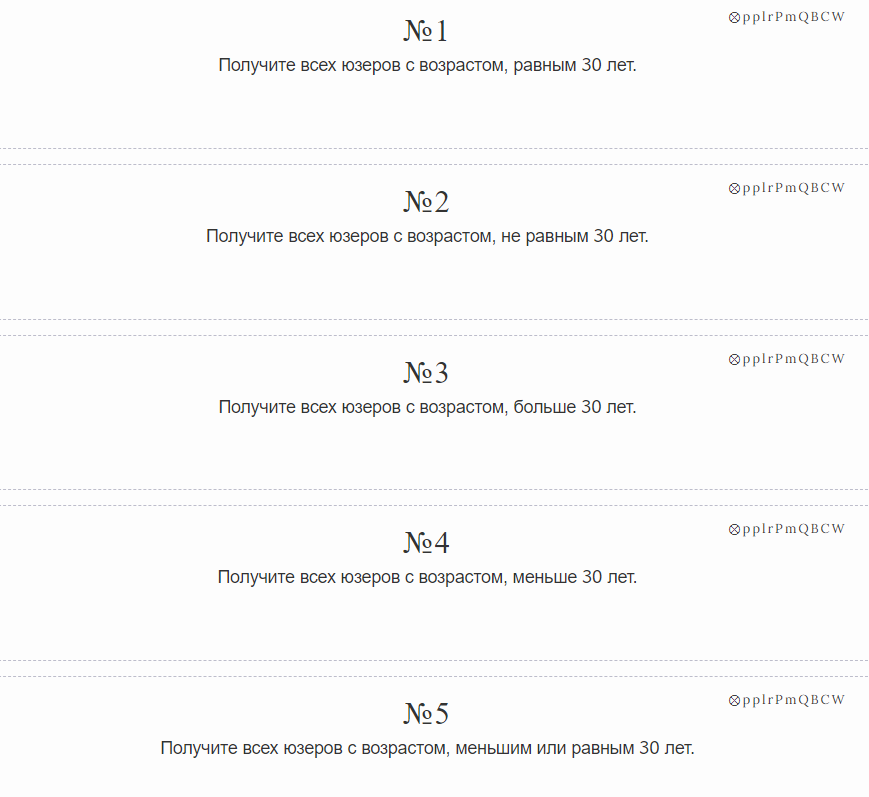 ⊗pplrPmQBCW
№1
Получите всех юзеров с возрастом, равным 30 лет.
⊗pplrPmQBCW
№2
Получите всех юзеров с возрастом, не равным 30 лет.
⊗pplrPmQBCW
№3
Получите всех юзеров с возрастом, больше 30 лет.
⊗pplrPmQBCW
№4
Получите всех юзеров с возрастом, меньше 30 лет.
⊗pplrPmQBCW
№5
Получите всех юзеров с возрастом, меньшим или равным 30 лет.